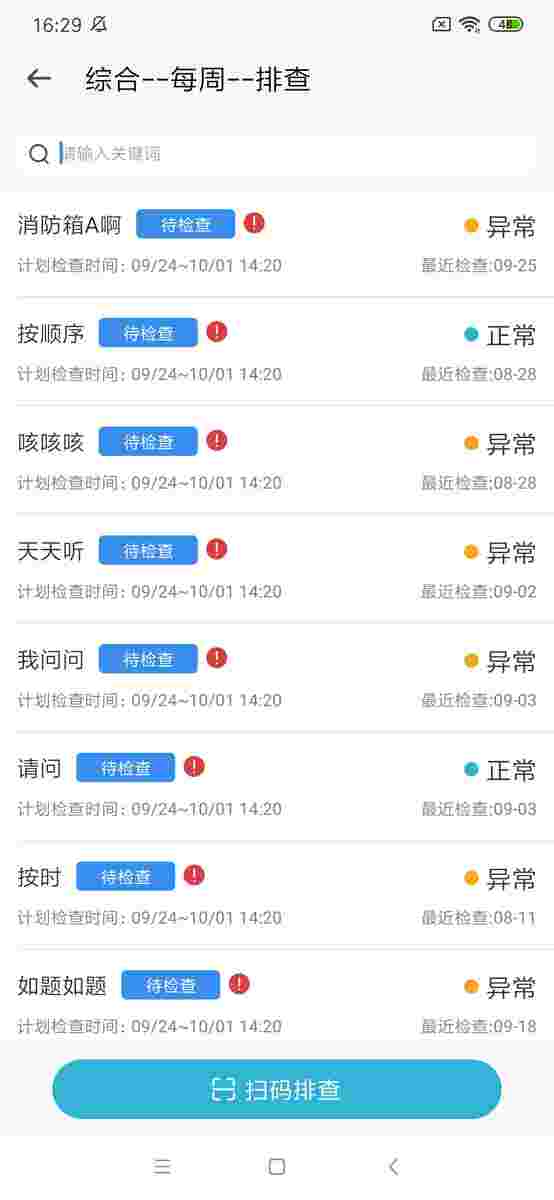 16:29
48
综合--每周--排查
请输入关键词
消防箱A啊 待检查 异常
计划检查时间：09/24~10/01 14:20 最近检查:09-25
按顺序 待检查 正常
计划检查时间：09/24~10/01 14:20 最近检查:08-28
咳咳咳 待检查 异常
计划检查时间：09/24~10/01 14:20 最近检查:08-28
天天听 待检查 异常
计划检查时间：09/24~10/01 14:20 最近检查:09-02
我问问 待检查 异常
计划检查时间：09/24~10/01 14:20 最近检查:09-03
请问 待检查 正常
计划检查时间：09/24~10/01 14:20 最近检查:09-03
按时 待检查 异常
计划检查时间：09/24~10/01 14:20 最近检查:08-11
如题如题 待检查 异常
计划检查时间：09/24~10/01 14:20 最近检查:09-18
扫码排查